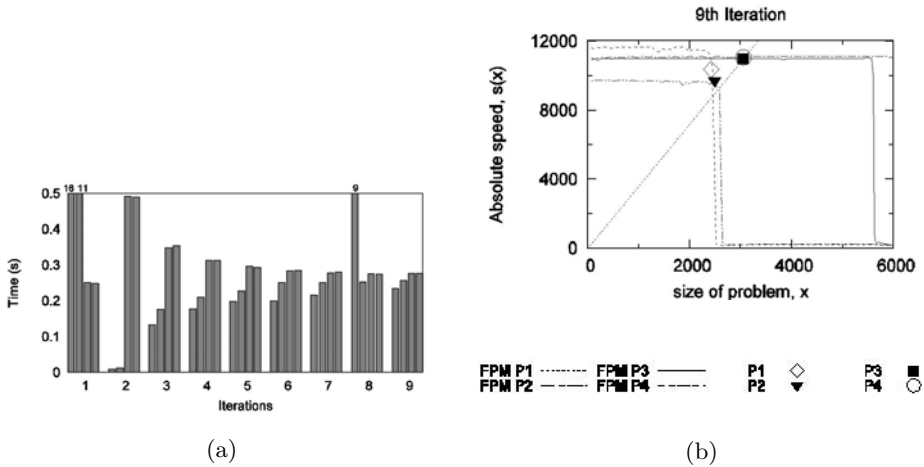 16 11
9
0.5
0.4
0.3
0.2
0.1
0
Time (s)
1 2 3 4 5 6 7 8 9
Iterations
(a)
9th Iteration
12000
8000
4000
0
Absolute speed, s(x)
0 2000 4000 6000
size of problem, x
FPM P1 FPM P3 P1 P3
FPM P2 FPM P4 P2 P4
(b)